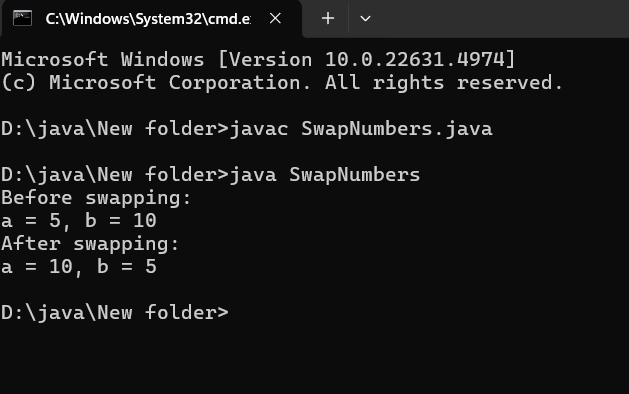 C:\Windows\System32\cmd.e
Microsoft Windows [Version 10.0.22631.4974]
(c) Microsoft Corporation. All rights reserved.
D:\java\New folder>javac SwapNumbers.java
D:\java\New folder>java SwapNumbers
Before swapping:
a = 5, b = 10
After swapping:
a = 10, b = 5
D:\java\New folder>